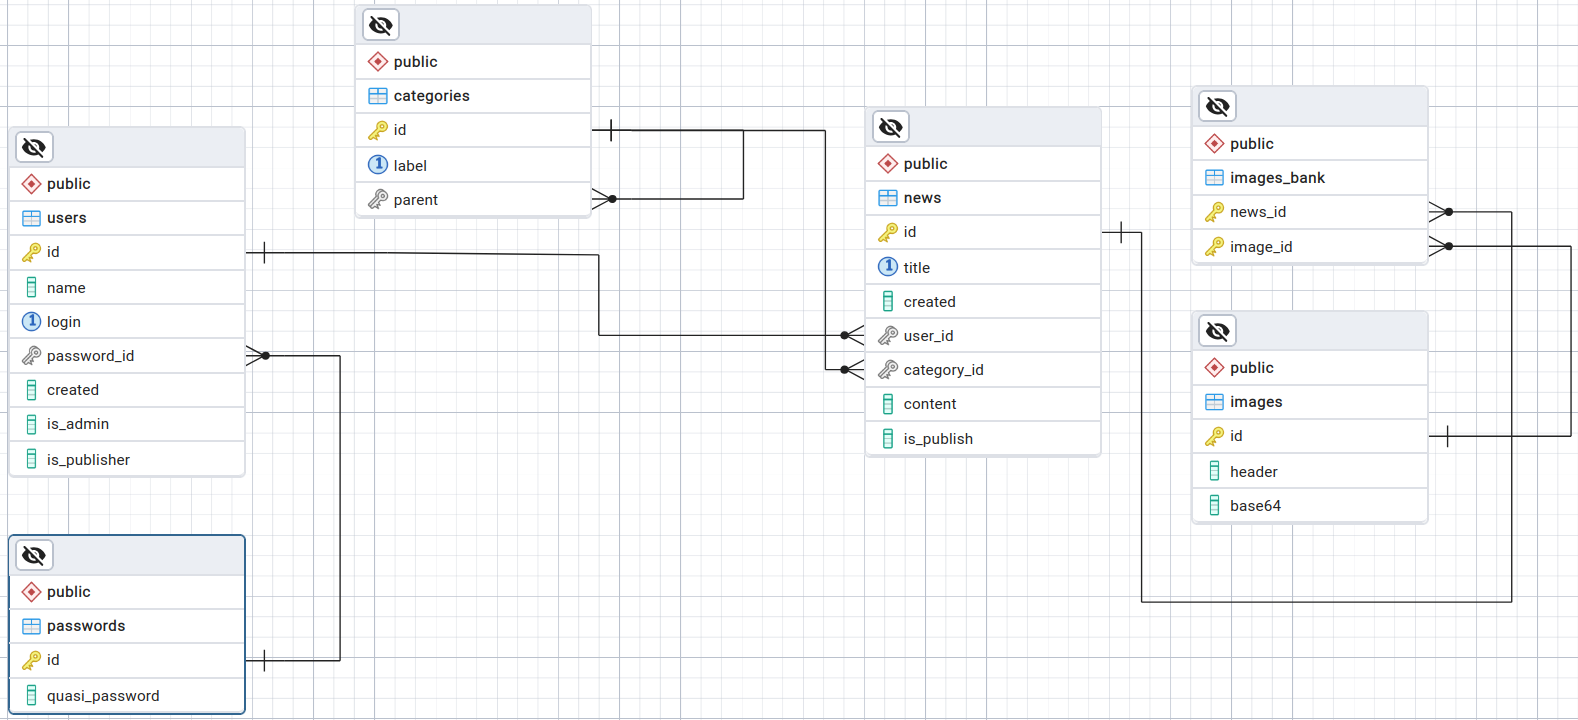 public
categories
id
label
parent
public
users
id
name
login
password_id
created
is_admin
is_publisher
public
passwords
id
quasi_password
public
news
id
title
created
user_id
category_id
content
is_publish
public
images_bank
news_id
image_id
public
images
id
header
base64